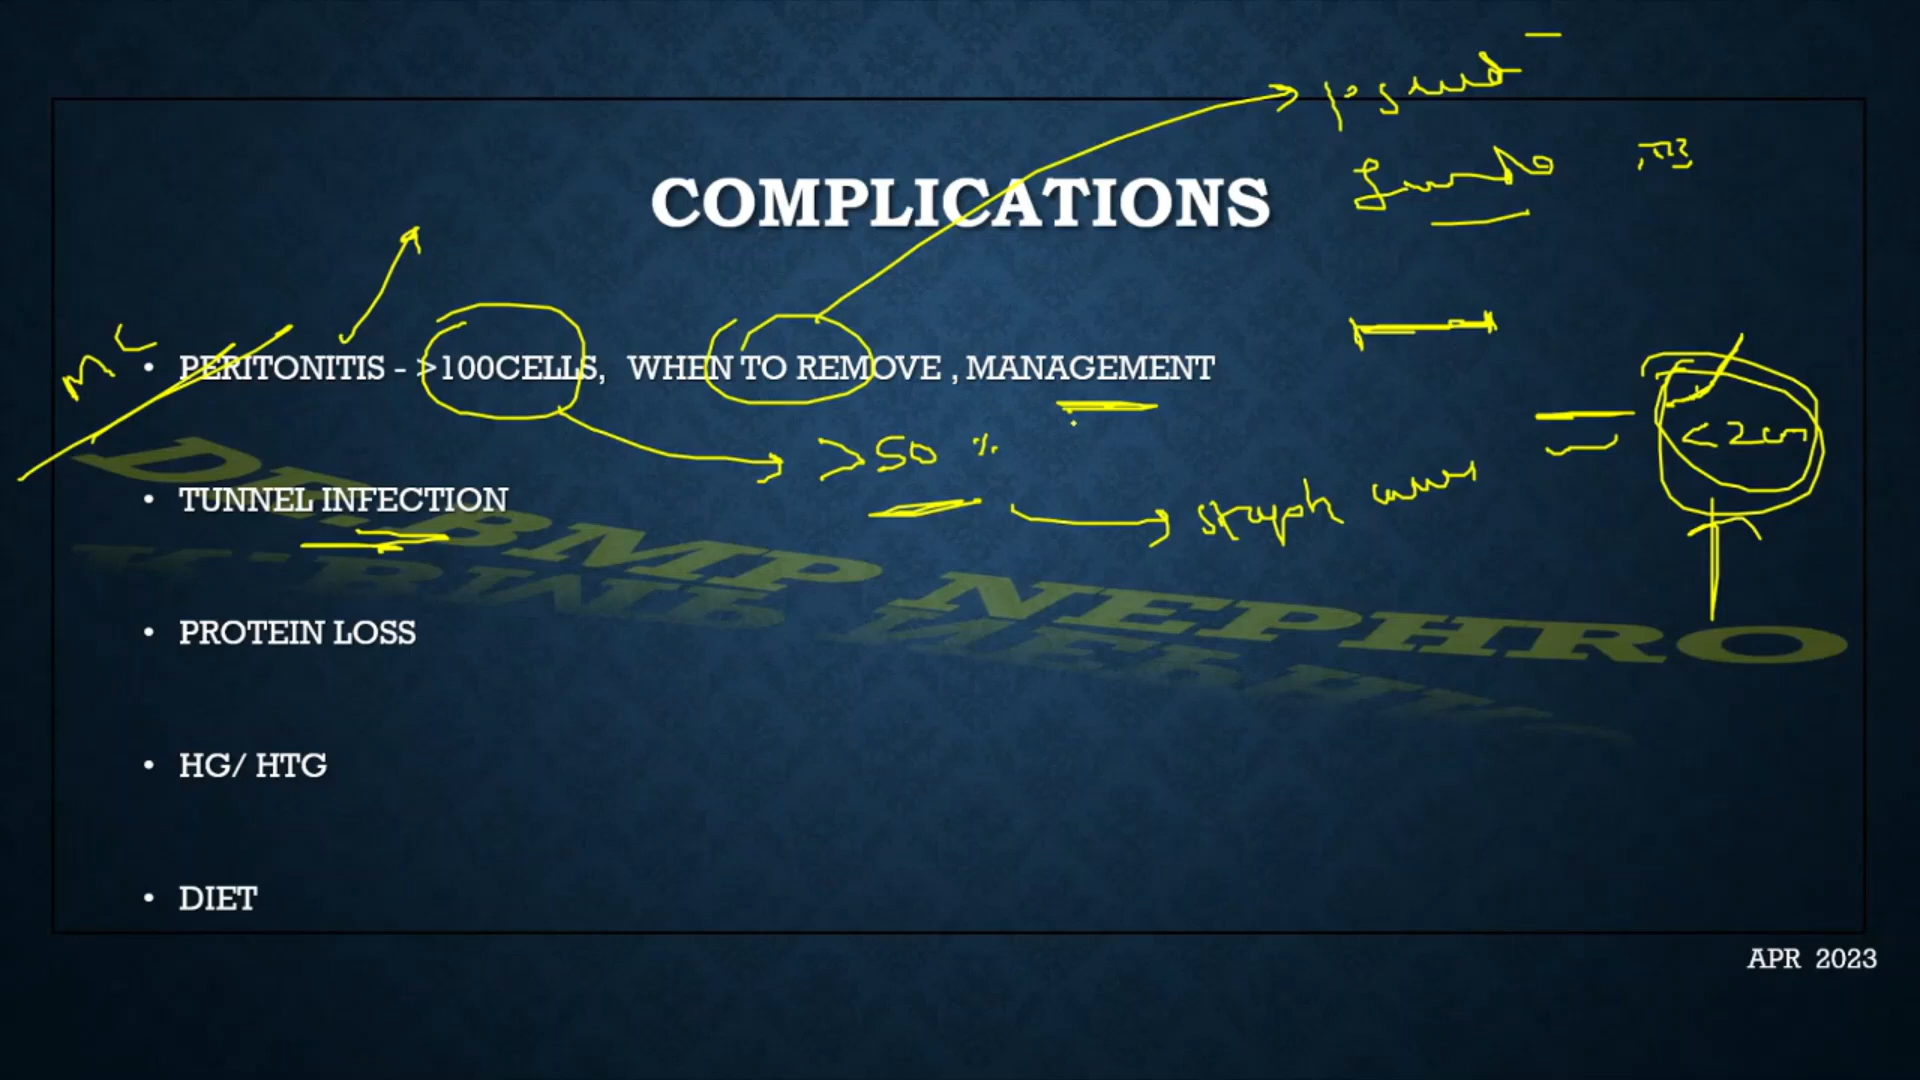 COMPLICATIONS
MC
• PERITONITIS - >100CELLS, WHEN TO REMOVE , MANAGEMENT
>50 %
<2cm
• TUNNEL INFECTION
staph
DR.BMP NEPHRO
• PROTEIN LOSS
• HG/ HTG
• DIET
APR 2023